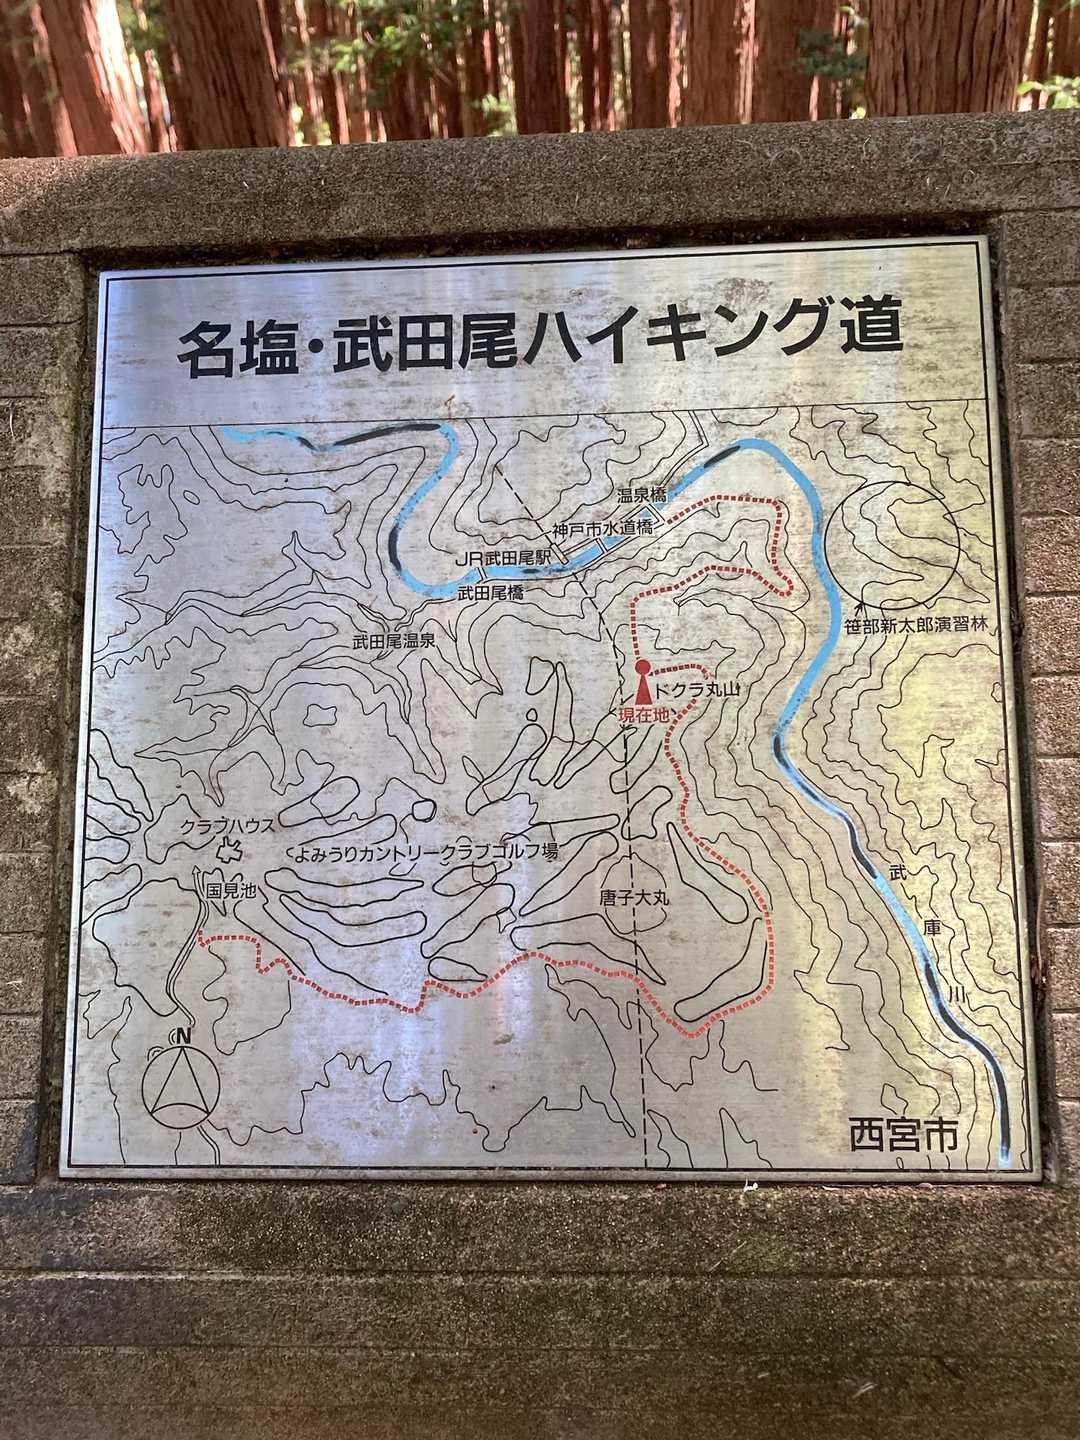 名塩・武田尾ハイキング道
温泉橋
神戸市水道橋
JR武田尾駅
武田尾橋
笹部新太郎演習林
武田尾温泉
ドクラ丸山
現在地
クラブハウス
よみうりカントリークラブゴルフ場
国見池
唐子大丸
武庫川
N
西宮市